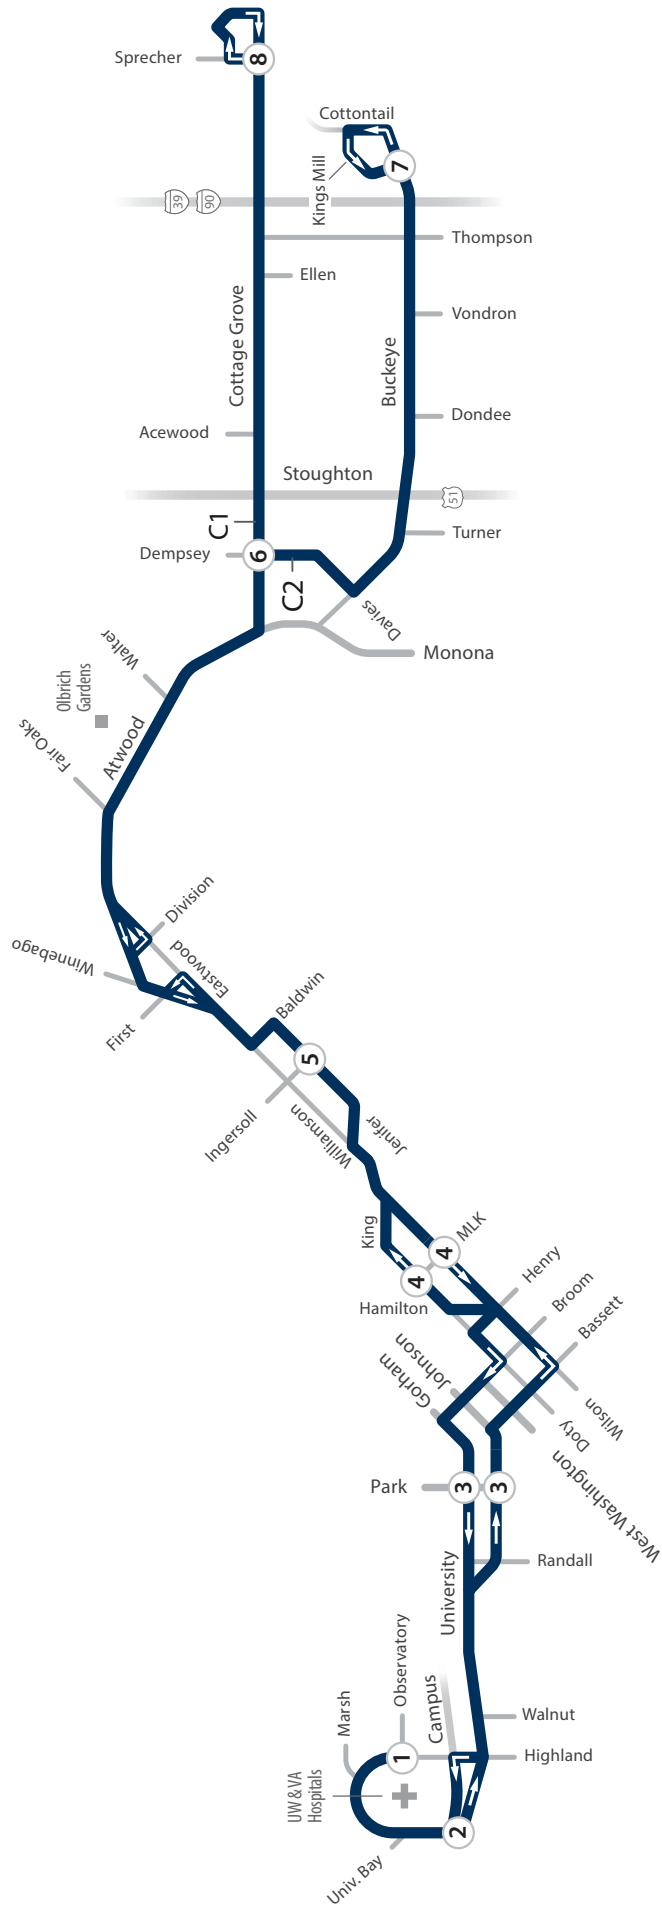 8
Sprecher
Cottontail
7
Kings Mill
39
90
Thompson
Ellen
Cottage Grove
Vondron
Buckeye
Dondee
Acewood
Stoughton
51
C1
Turner
Dempsey
6
C2
Davies
Monona
Walter
Olbrich
Gardens
Fair Oaks
Atwood
Division
Winnebago
Eastwood
First
Baldwin
5
Ingersoll
Williamson
Jenifer
King
MLK
4
4
Hamilton
Henry
Broom
Bassett
Johnson
Gorham
Wilson
Doty
West Washington
Park
3
3
Randall
University
Observatory
Marsh
Campus
Walnut
1
Highland
UW & VA
Hospitals
2
Univ. Bay